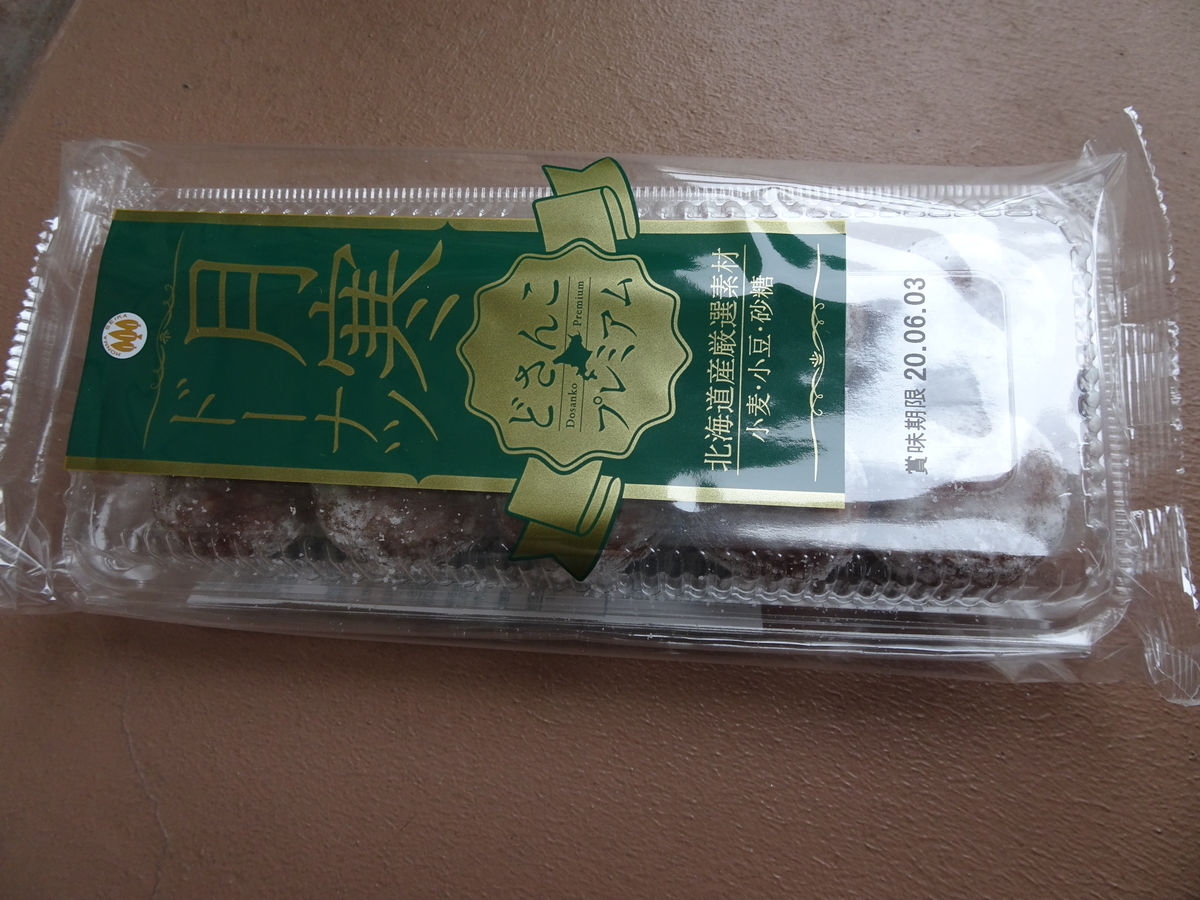 月寒
ドーナツ
どさんこ
プレミアム
Dosanko
Premium
北海道産厳選素材
小麦・小豆・砂糖
賞味期限 20.06.03